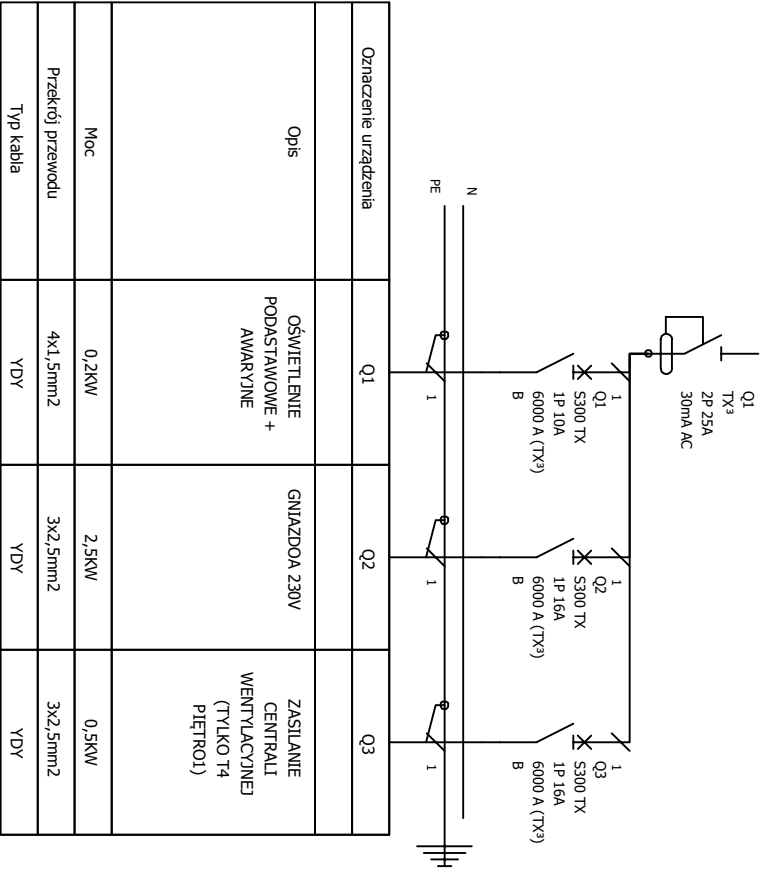 Q1
TX³
2P 25A
30mA AC
1
Q1
S300 TX
1P 10A
6000 A (TX³)
B
1
Q2
S300 TX
1P 16A
6000 A (TX³)
B
1
Q3
S300 TX
1P 16A
6000 A (TX³)
B
N
PE
1
1
1
Oznaczenie urządzenia
Q1
Q2
Q3
Opis
OŚWIETLENIE
PODASTAWOWE +
AWARYJNE
GNIAZDOA 230V
ZASILANIE
CENTRALI
WENTYLACYJNEJ
(TYLKO T4
PIĘTRO1)
Moc
0,2KW
2,5KW
0,5KW
Przekrój przewodu
4x1,5mm2
3x2,5mm2
3x2,5mm2
Typ kabla
YDY
YDY
YDY